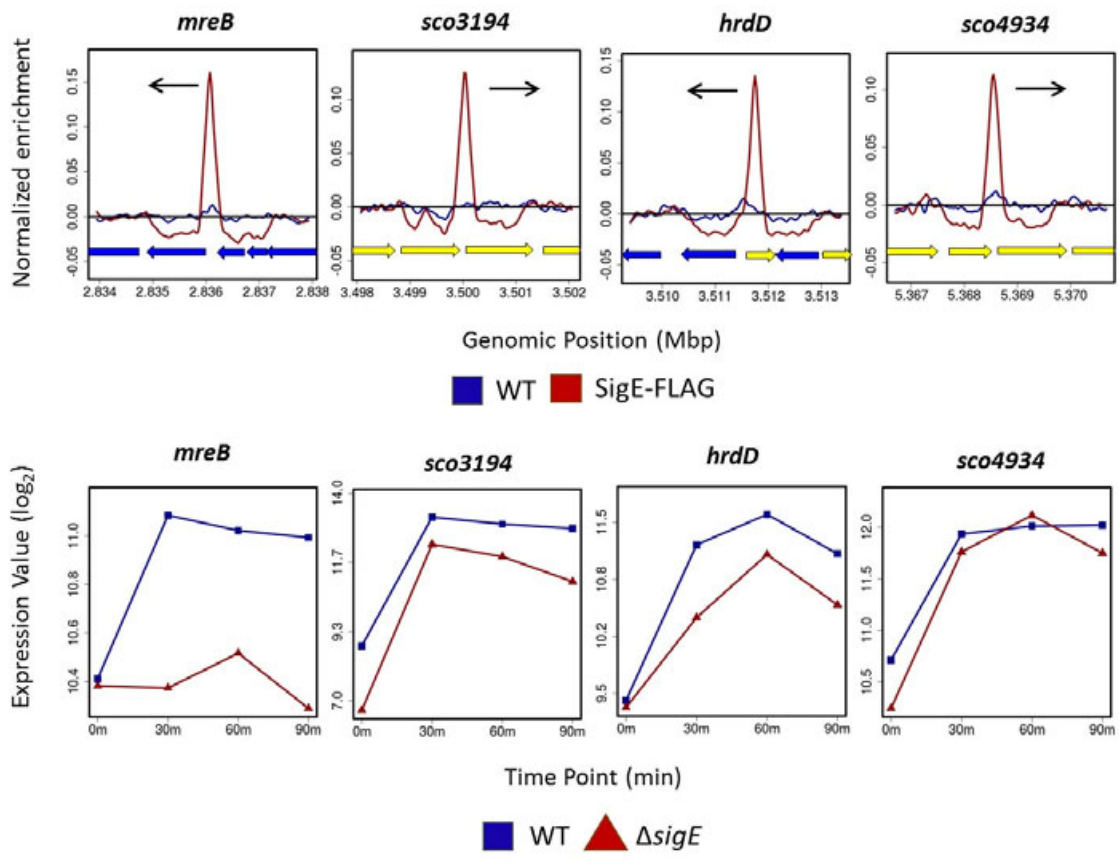 mreB sco3194 hrdD sco4934
Normalized enrichment
0.15
0.10
0.05
0.00
-0.05
0.10
0.05
0.00
-0.05
0.15
0.10
0.05
0.00
-0.05
0.10
0.05
0.00
-0.05
2.834 2.835 2.836 2.837 2.838
3.498 3.499 3.500 3.501 3.502
3.510 3.511 3.512 3.513
5.367 5.368 5.369 5.370
Genomic Position (Mbp)
WT SigE-FLAG
mreB sco3194 hrdD sco4934
Expression Value (log₂)
11.0
10.8
10.6
10.4
14.0
11.7
9.3
7.0
11.5
10.8
10.2
9.5
12.0
11.5
11.0
10.5
0m 30m 60m 90m
0m 30m 60m 90m
0m 30m 60m 90m
0m 30m 60m 90m
Time Point (min)
WT ΔsigE